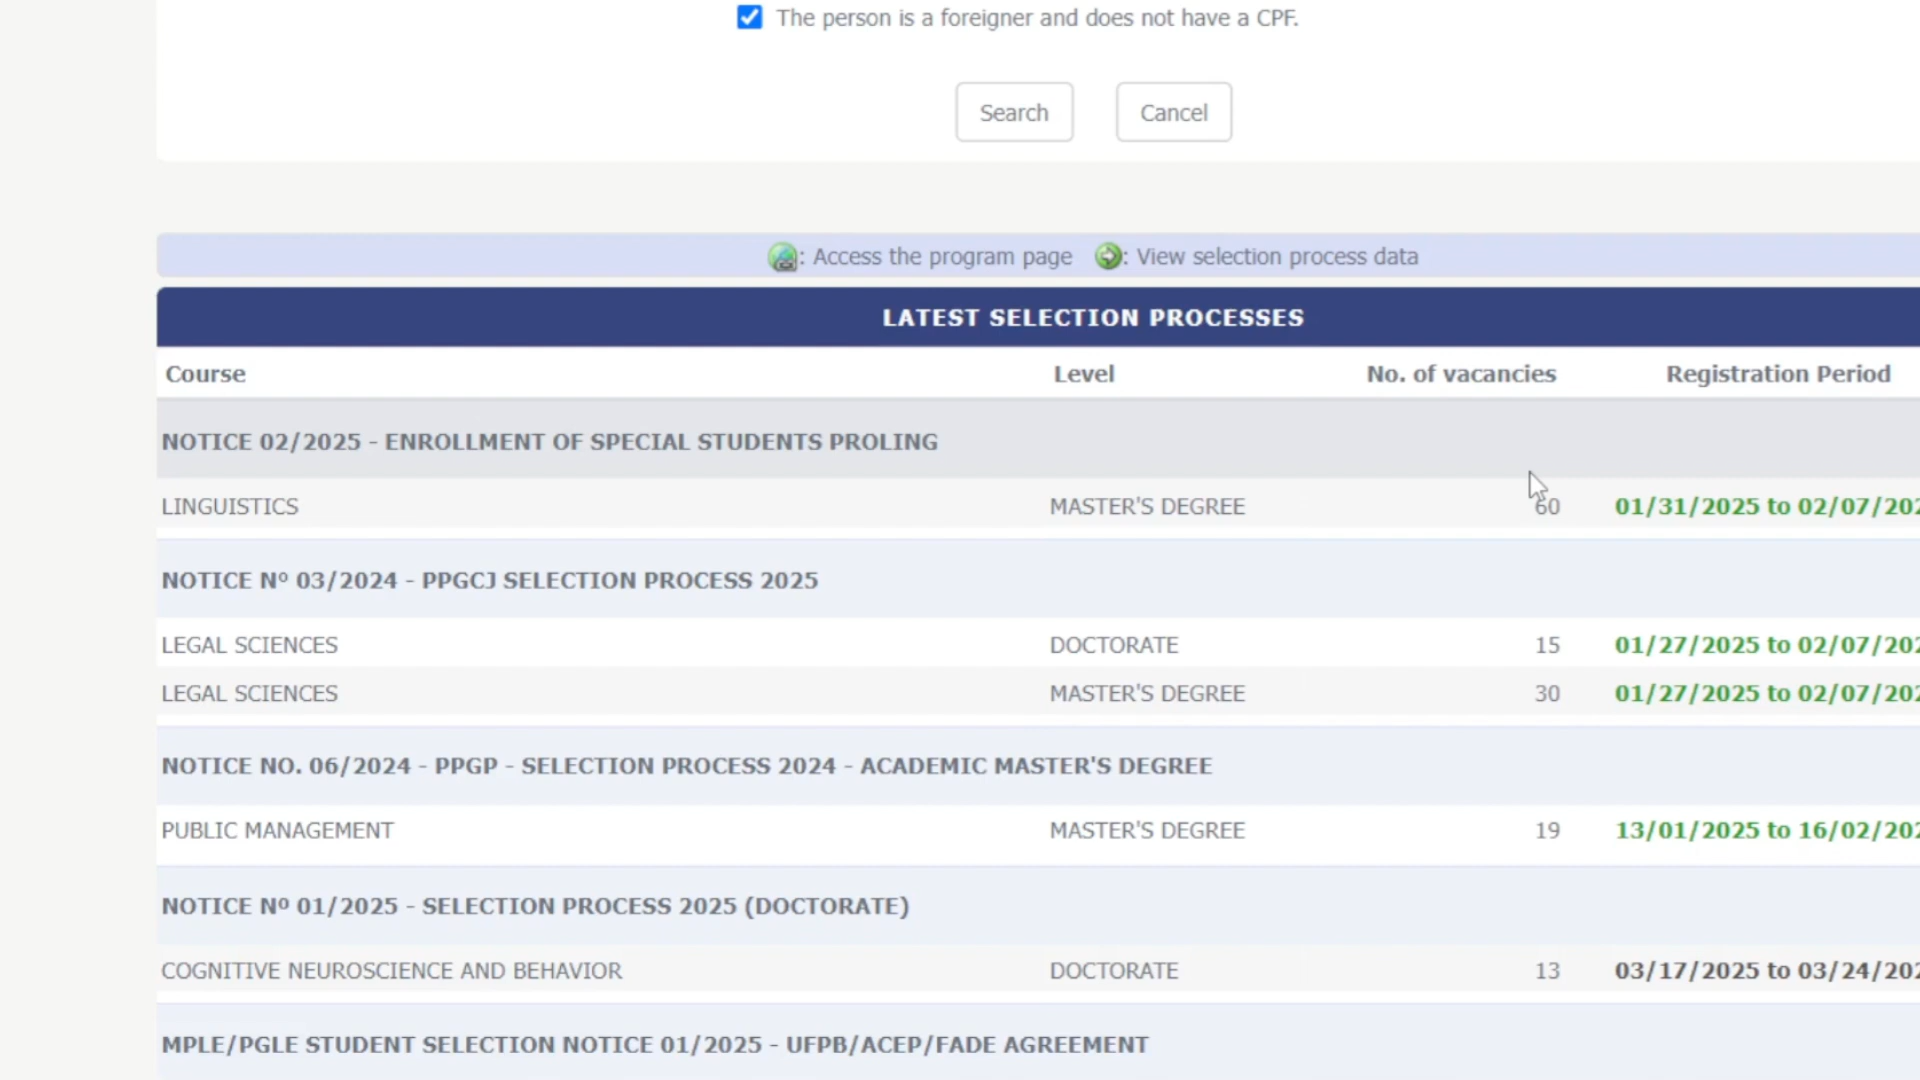 The person is a foreigner and does not have a CPF.
Search Cancel
: Access the program page : View selection process data
LATEST SELECTION PROCESSES
Course Level No. of vacancies Registration Period
NOTICE 02/2025 - ENROLLMENT OF SPECIAL STUDENTS PROLING
LINGUISTICS MASTER'S DEGREE 60 01/31/2025 to 02/07/202
NOTICE Nº 03/2024 - PPGCJ SELECTION PROCESS 2025
LEGAL SCIENCES DOCTORATE 15 01/27/2025 to 02/07/202
LEGAL SCIENCES MASTER'S DEGREE 30 01/27/2025 to 02/07/202
NOTICE NO. 06/2024 - PPGP - SELECTION PROCESS 2024 - ACADEMIC MASTER'S DEGREE
PUBLIC MANAGEMENT MASTER'S DEGREE 19 13/01/2025 to 16/02/202
NOTICE Nº 01/2025 - SELECTION PROCESS 2025 (DOCTORATE)
COGNITIVE NEUROSCIENCE AND BEHAVIOR DOCTORATE 13 03/17/2025 to 03/24/202
MPLE/PGLE STUDENT SELECTION NOTICE 01/2025 - UFPB/ACEP/FADE AGREEMENT